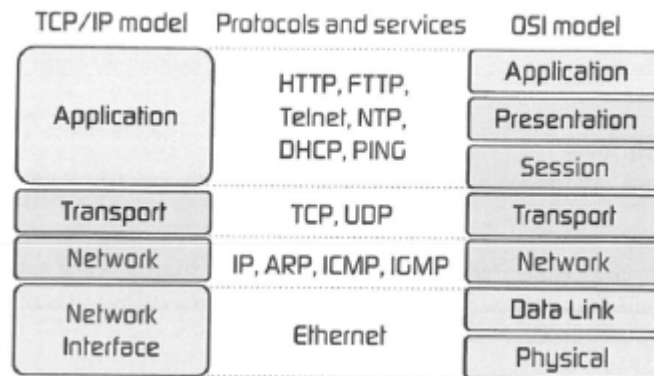 TCP/IP model Protocols and services OSI model
Application
HTTP, FTTP,
Telnet, NTP,
DHCP, PING
Application
Presentation
Session
Transport TCP, UDP Transport
Network IP, ARP, ICMP, IGMP Network
Network
Interface
Ethernet
Data Link
Physical